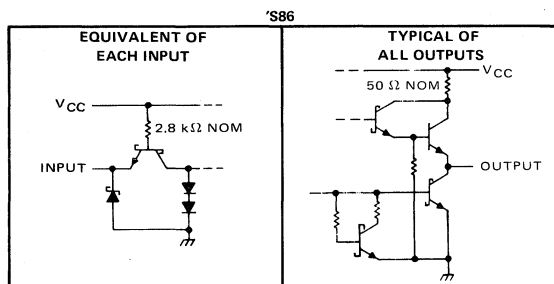 'S86
EQUIVALENT OF
EACH INPUT
VCC
2.8 kΩ NOM
INPUT
TYPICAL OF
ALL OUTPUTS
VCC
50 Ω NOM
OUTPUT